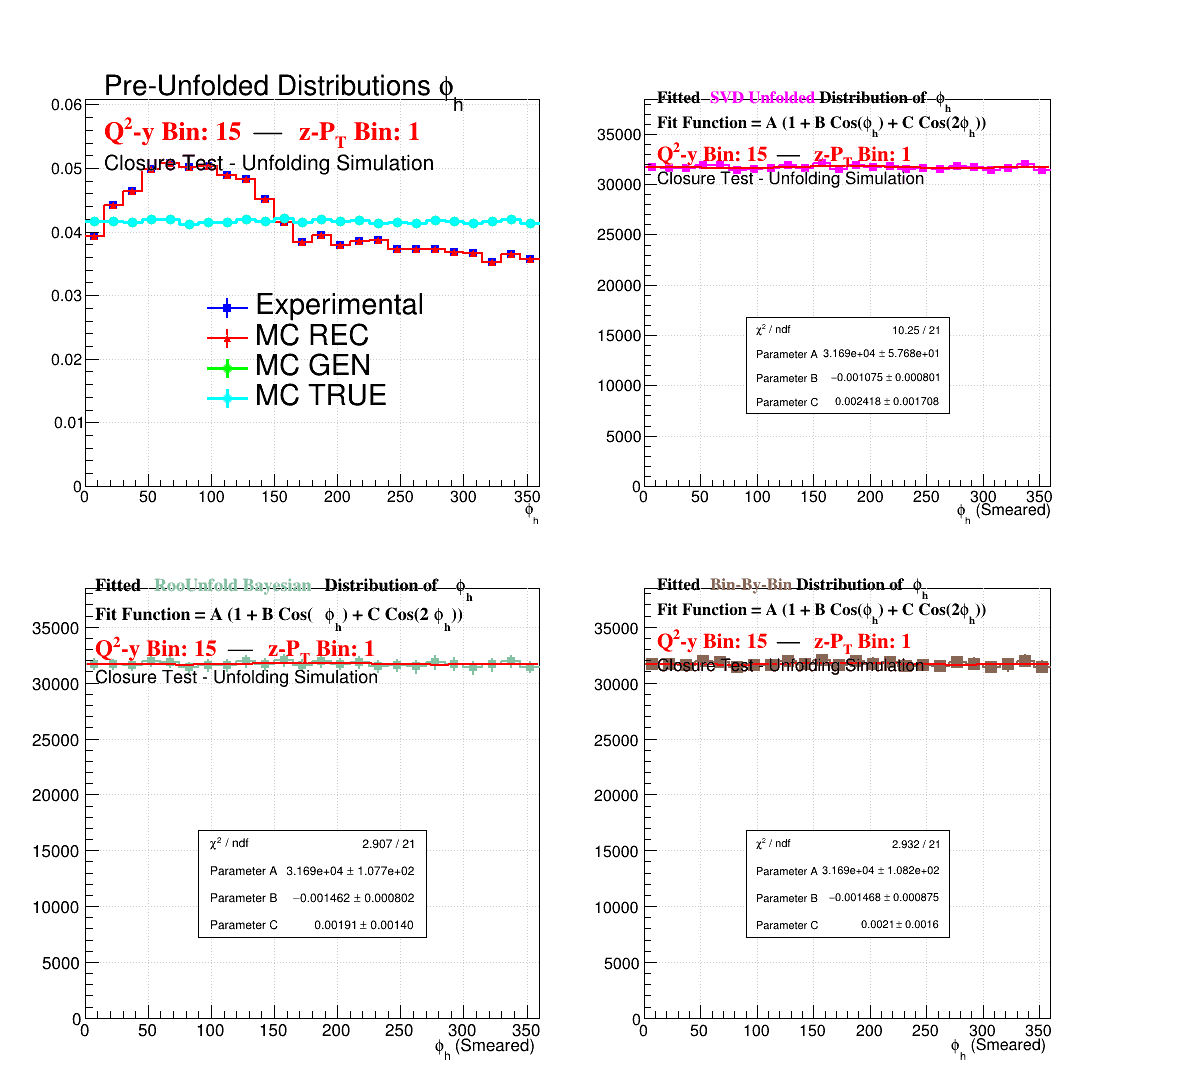 Pre-Unfolded Distributions ϕh
Q²-y Bin: 15 — z-PT Bin: 1
Closure Test - Unfolding Simulation
0.06
0.05
0.04
0.03
0.02
0.01
0
Experimental
MC REC
MC GEN
MC TRUE
0 50 100 150 200 250 300 350
ϕh
Fitted SVD Unfolded Distribution of ϕh
Fit Function = A (1 + B Cos(ϕh) + C Cos(2ϕh))
Q²-y Bin: 15 — z-PT Bin: 1
Closure Test - Unfolding Simulation
35000
30000
25000
20000
15000
10000
5000
0
χ² / ndf 10.25 / 21
Parameter A 3.169e+04 ± 5.768e+01
Parameter B −0.001075 ± 0.000801
Parameter C 0.002418 ± 0.001708
0 50 100 150 200 250 300 350
ϕh (Smeared)
Fitted RooUnfold Bayesian Distribution of ϕh
Fit Function = A (1 + B Cos( ϕh) + C Cos(2 ϕh))
Q²-y Bin: 15 — z-PT Bin: 1
Closure Test - Unfolding Simulation
35000
30000
25000
20000
15000
10000
5000
0
χ² / ndf 2.907 / 21
Parameter A 3.169e+04 ± 1.077e+02
Parameter B −0.001462 ± 0.000802
Parameter C 0.00191 ± 0.00140
0 50 100 150 200 250 300 350
ϕh (Smeared)
Fitted Bin-By-Bin Distribution of ϕh
Fit Function = A (1 + B Cos(ϕh) + C Cos(2ϕh))
Q²-y Bin: 15 — z-PT Bin: 1
Closure Test - Unfolding Simulation
35000
30000
25000
20000
15000
10000
5000
0
χ² / ndf 2.932 / 21
Parameter A 3.169e+04 ± 1.082e+02
Parameter B −0.001468 ± 0.000875
Parameter C 0.0021 ± 0.0016
0 50 100 150 200 250 300 350
ϕh (Smeared)